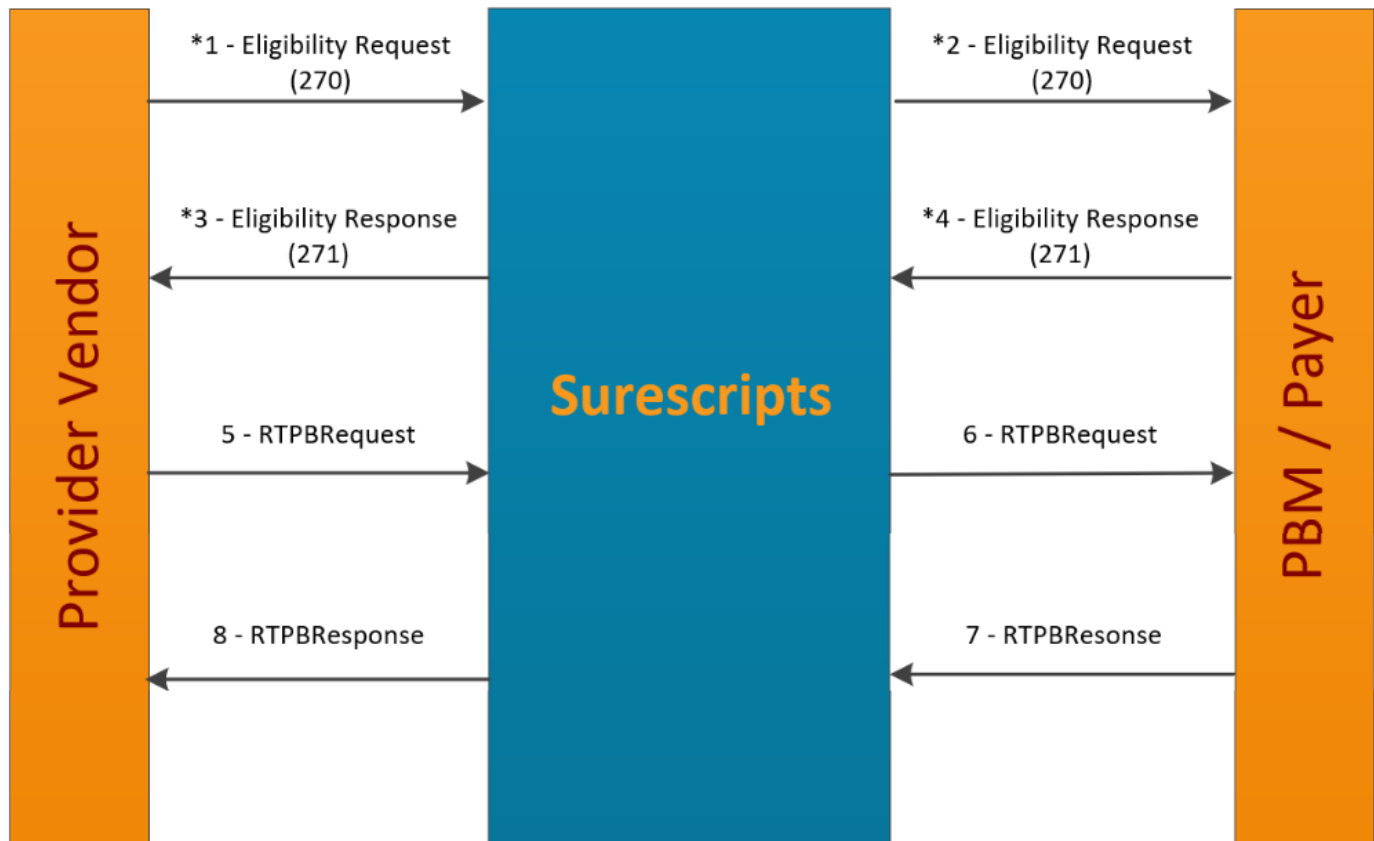 *1 - Eligibility Request
(270)
*2 - Eligibility Request
(270)
*3 - Eligibility Response
(271)
*4 - Eligibility Response
(271)
Provider Vendor
Surescripts
PBM / Payer
5 - RTPBRequest
6 - RTPBRequest
8 - RTPBResponse
7 - RTPBResonse